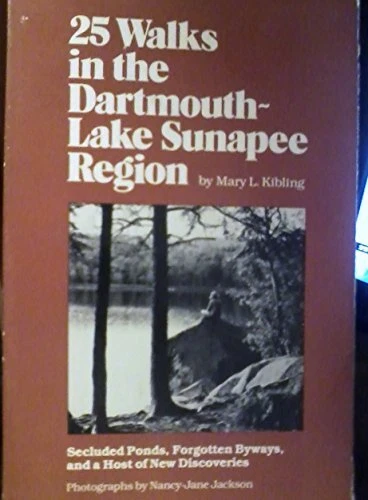 25 Walks
in the
Dartmouth-
Lake Sunapee
Region by Mary L. Kibling
Secluded Ponds, Forgotten Byways,
and a Host of New Discoveries
Photographs by Nancy-Jane Jackson